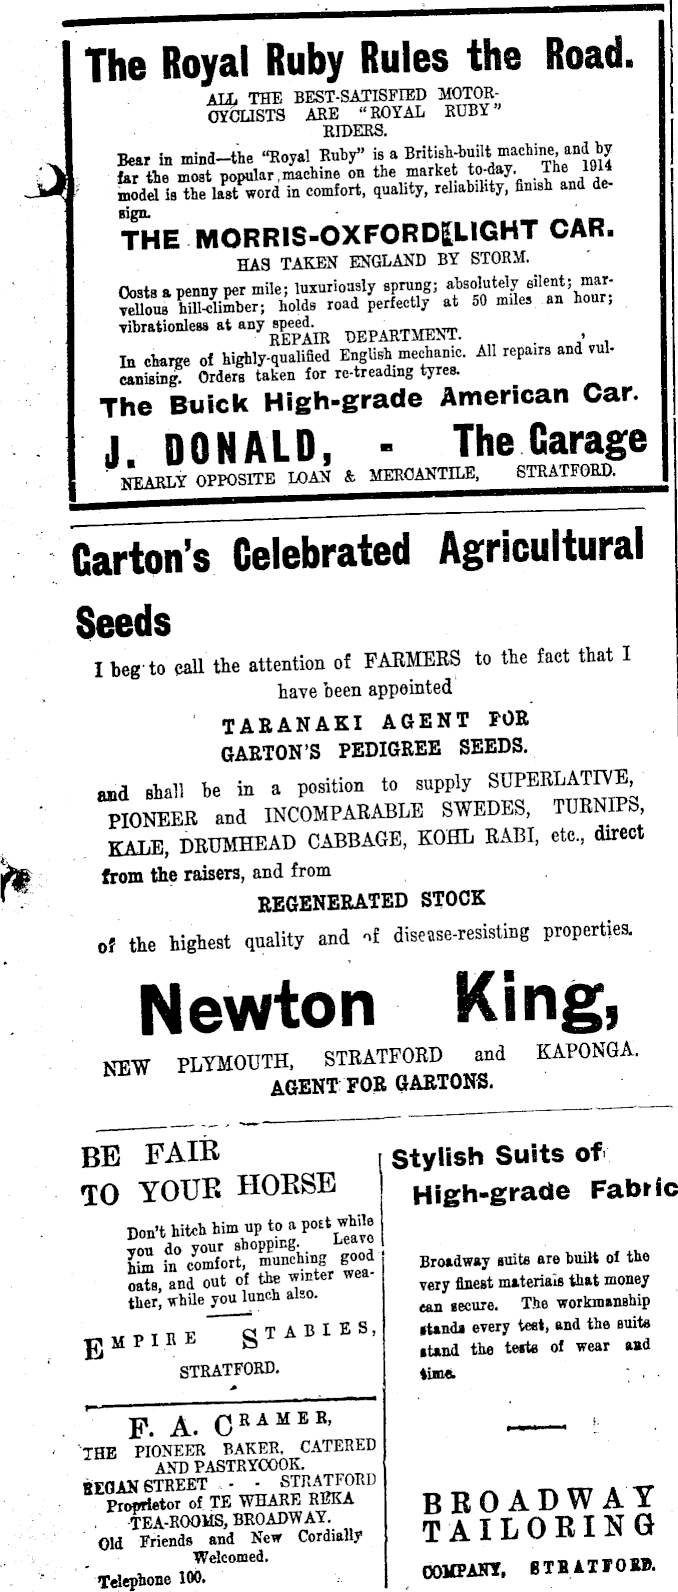 The Royal Ruby Rules the Road.
ALL THE BEST-SATISFIED MOTOR-
CYCLISTS ARE "ROYAL RUBY"
RIDERS.
Bear in mind—the "Royal Ruby" is a British-built machine, and by
far the most popular machine on the market to-day. The 1914
model is the last word in comfort, quality, reliability, finish and de-
sign.
THE MORRIS-OXFORD LIGHT CAR.
HAS TAKEN ENGLAND BY STORM.
Costs a penny per mile; luxuriously sprung; absolutely silent; mar-
vellous hill-climber; holds road perfectly at 50 miles an hour;
vibrationless at any speed.
REPAIR DEPARTMENT.
In charge of highly-qualified English mechanic. All repairs and vul-
canising. Orders taken for re-treading tyres.
The Buick High-grade American Car.
J. DONALD, - The Garage
NEARLY OPPOSITE LOAN & MERCANTILE, STRATFORD.
Garton's Celebrated Agricultural
Seeds
I beg to call the attention of FARMERS to the fact that I
have been appointed
TARANAKI AGENT FOR
GARTON'S PEDIGREE SEEDS.
and shall be in a position to supply SUPERLATIVE,
PIONEER and INCOMPARABLE SWEDES, TURNIPS,
KALE, DRUMHEAD CABBAGE, KOHL RABI, etc., direct
from the raisers, and from
REGENERATED STOCK
of the highest quality and of disease-resisting properties.
Newton King,
NEW PLYMOUTH, STRATFORD and KAPONGA.
AGENT FOR GARTONS.
BE FAIR
TO YOUR HORSE
Don't hitch him up to a post while
you do your shopping. Leave
him in comfort, munching good
oats, and out of the winter wea-
ther, while you lunch also.
EMPIRE STABLES,
STRATFORD.
F. A. CRAMER,
THE PIONEER BAKER, CATERED
AND PASTRYCOOK.
REGAN STREET - - STRATFORD
Proprietor of TE WHARE REKA
TEA-ROOMS, BROADWAY.
Old Friends and New Cordially
Welcomed.
Telephone 100.
Stylish Suits of
High-grade Fabric
Broadway suits are built of the
very finest materials that money
can secure. The workmanship
stands every test, and the suits
stand the tests of wear and
time.
BROADWAY
TAILORING
COMPANY, STRATFORD.